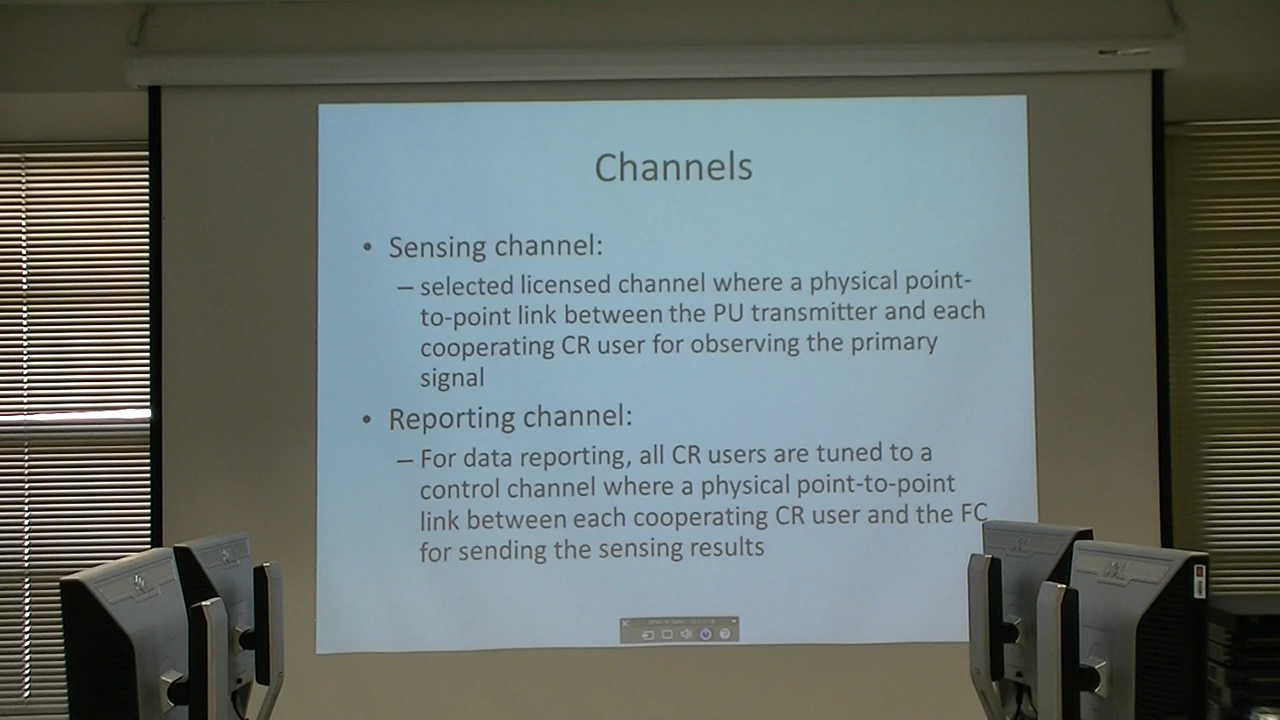 Channels
• Sensing channel:
– selected licensed channel where a physical point-
to-point link between the PU transmitter and each
cooperating CR user for observing the primary
signal
• Reporting channel:
– For data reporting, all CR users are tuned to a
control channel where a physical point-to-point
link between each cooperating CR user and the FC
for sending the sensing results